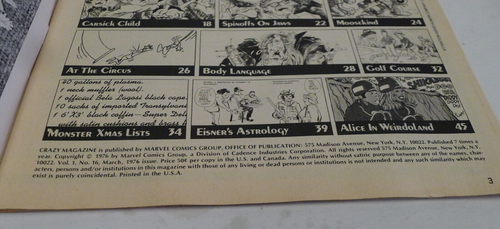 CARSICK CHILD 18
SPINOFFS ON JAWS 22
MOOSEKIND 24
AT THE CIRCUS 26
BODY LANGUAGE 28
GOLF COURSE 32
40 gallons of plasma.
1 neck muffler (wool).
1 official Bela Lagosi black cape.
10 sacks of imported Transylvania
1 6'X3' black coffin—Super Del
with satin cushions and
MONSTER XMAS LISTS 34
EISNER'S ASTROLOGY 39
ALICE IN WEIRDOLAND 45
CRAZY MAGAZINE is published by MARVEL COMICS GROUP, OFFICE OF PUBLICATION: 575 Madison Avenue, New York, N.Y. 10022. Published 7 times a
year. Copyright © 1976 by Marvel Comics Group, a Division of Cadence Industries Corporation. All rights reserved 575 Madison Avenue, New York, N.Y.
10022. Vol. 1, No. 16, March, 1976 issue. Price 50¢ per copy in the U.S. and Canada. Any similarity without satiric purpose between any of the names, char-
acters, persons and/or institutions in this magazine with those of any living or dead persons or institutions is not intended and any such similarity which may
exist is purely coincidental. Printed in the U.S.A.
3